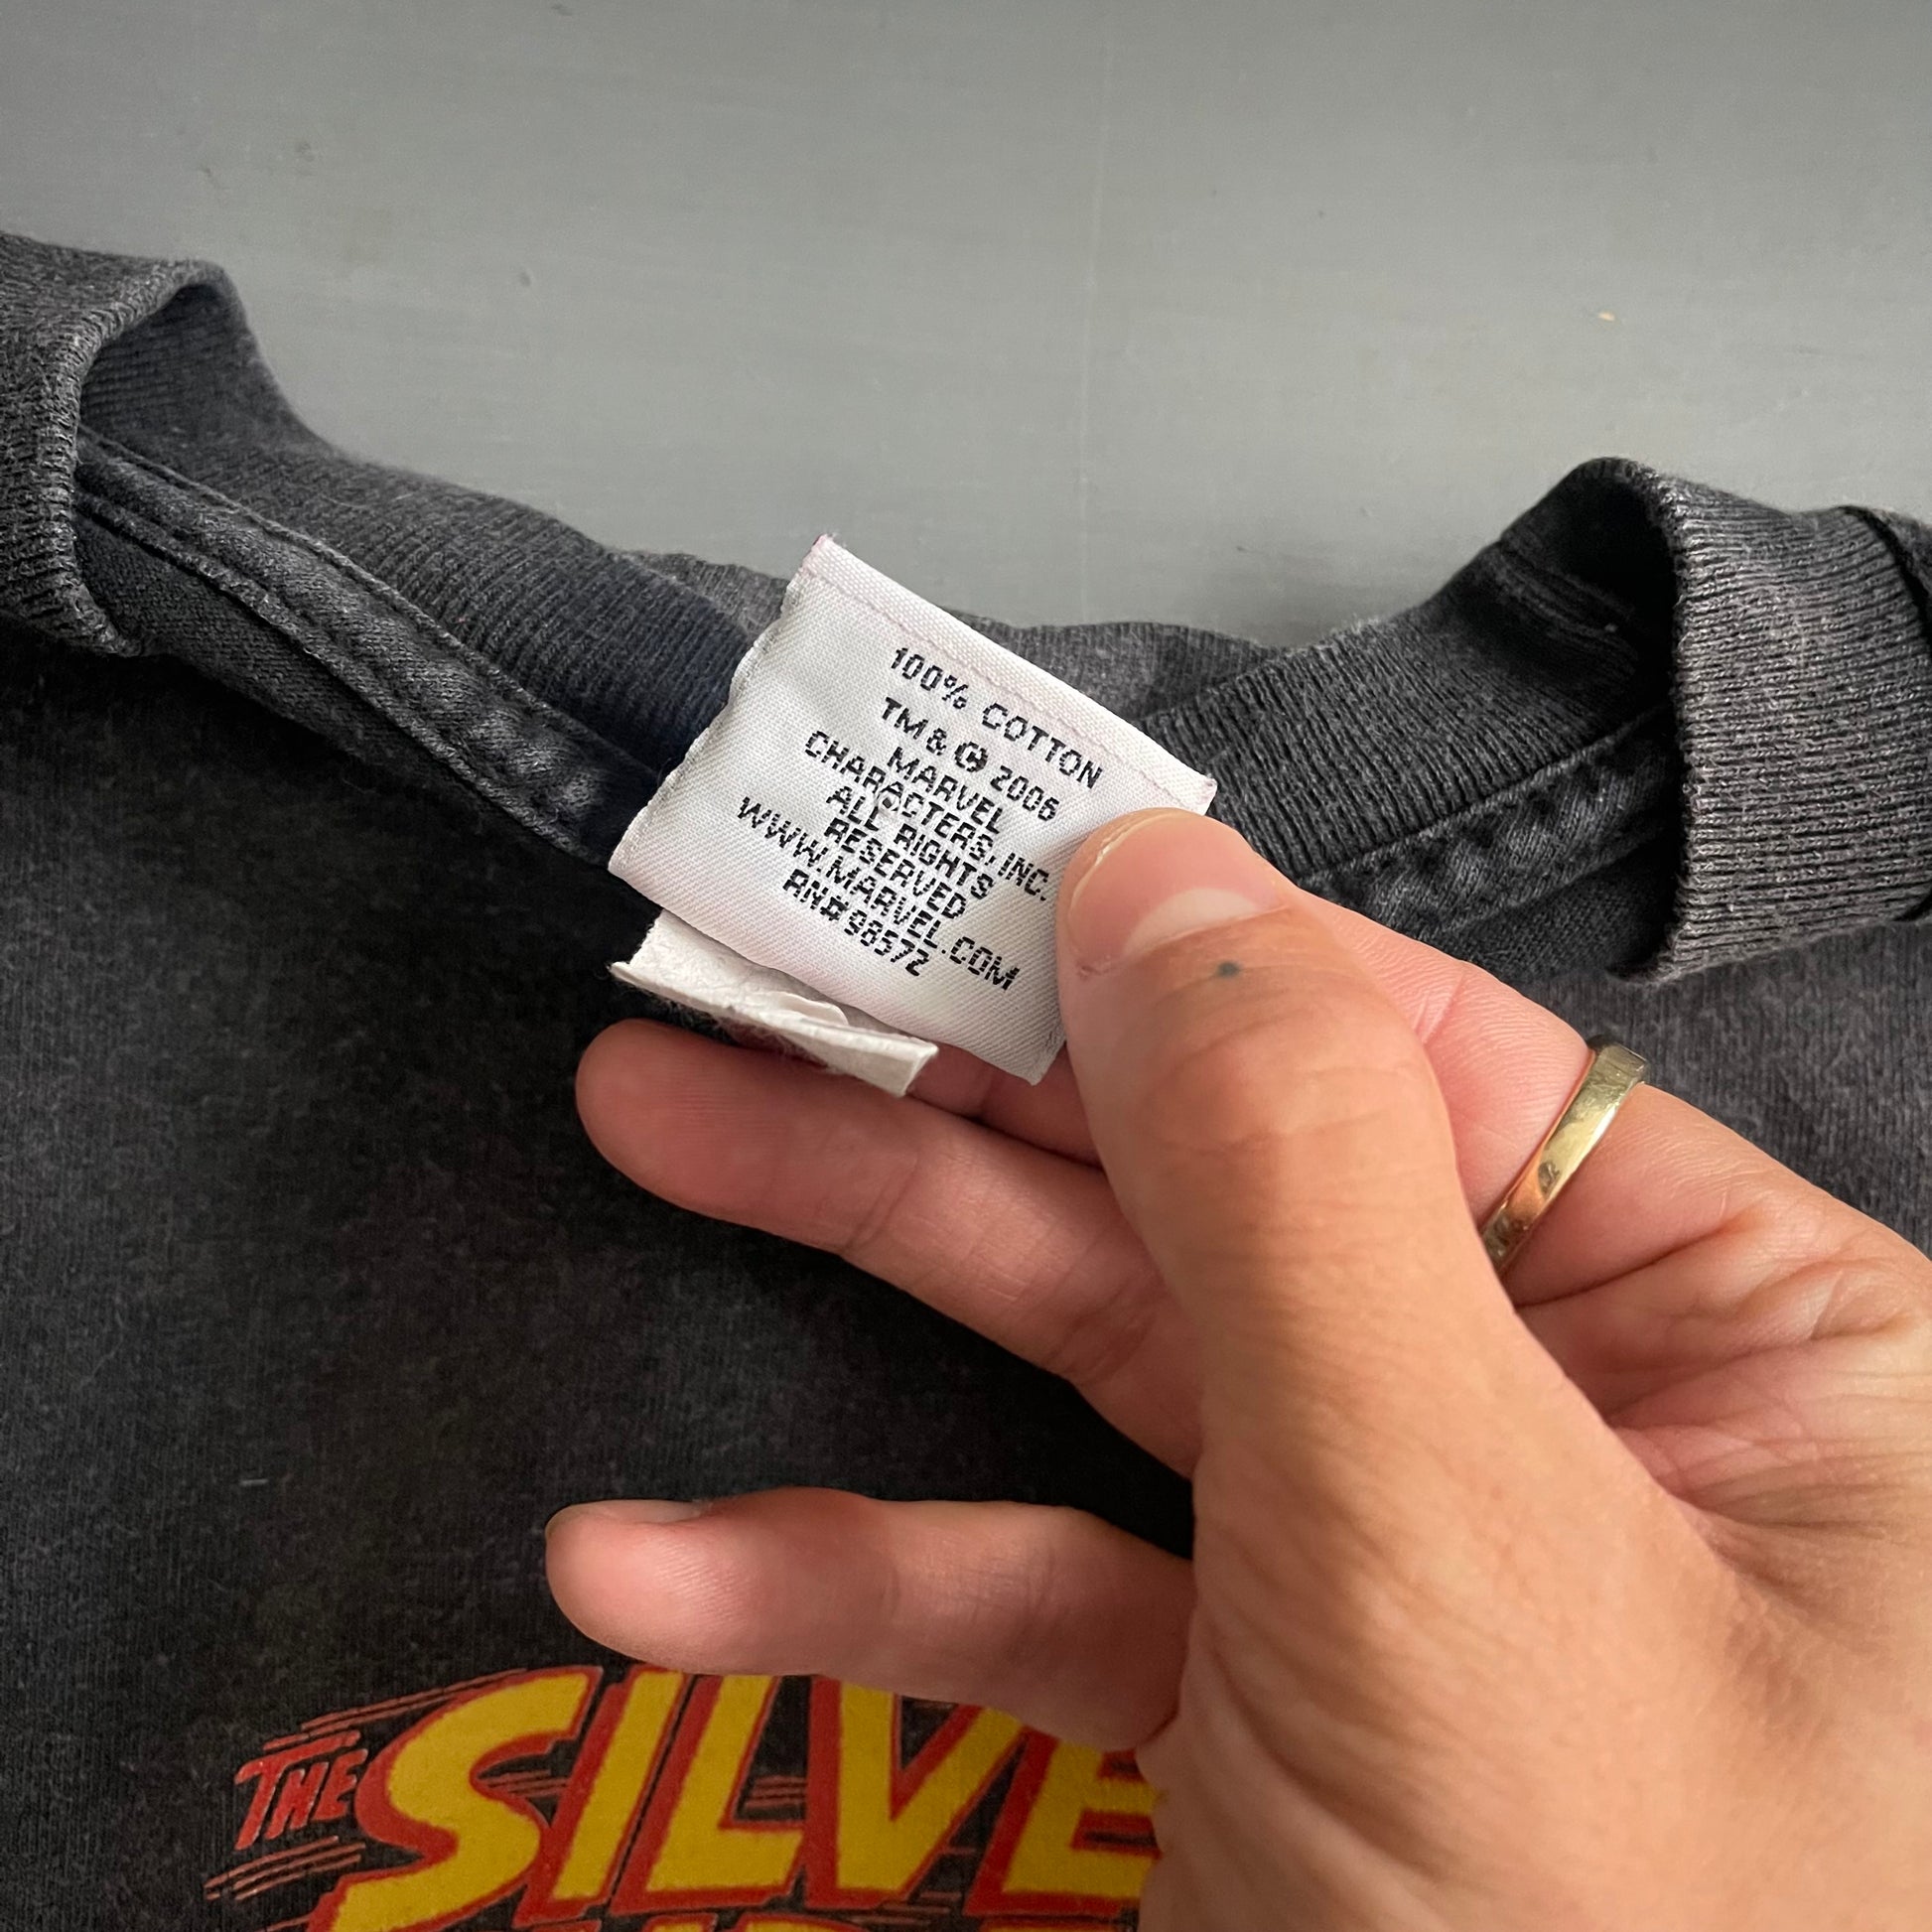 100% COTTON
TM & © 2006
MARVEL
CHARACTERS, INC.
ALL RIGHTS
RESERVED
WWW.MARVEL.COM
RN# 98572
THE SILVE